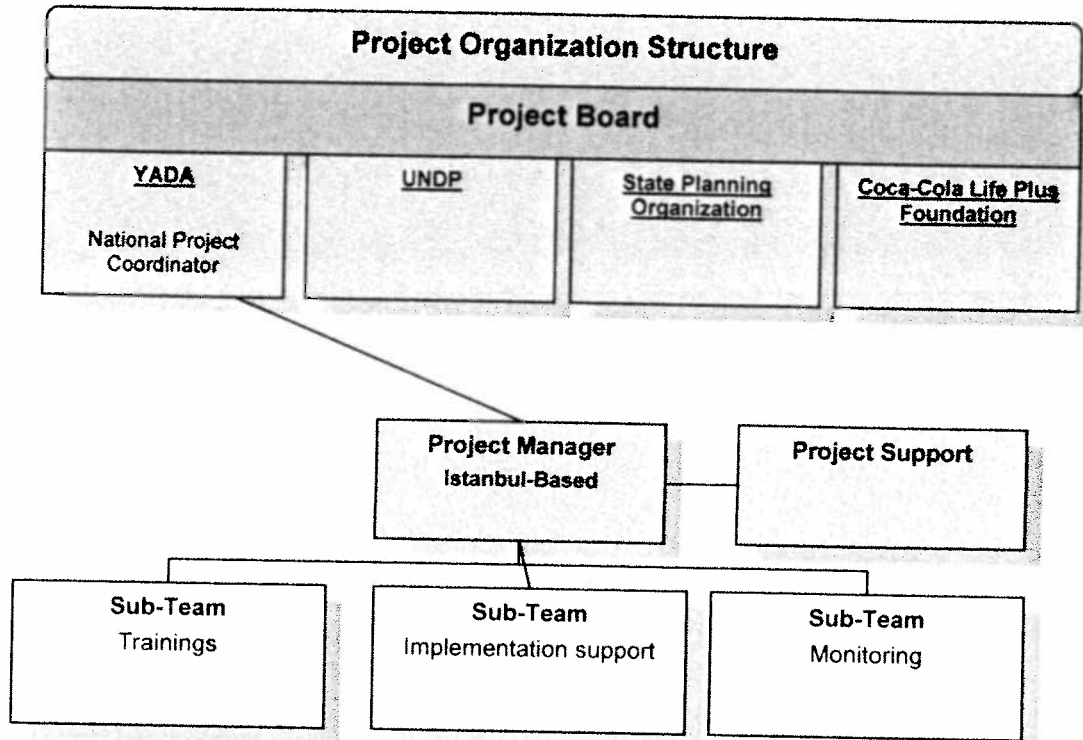 Project Organization Structure
Project Board
YADA
National Project
Coordinator
UNDP
State Planning
Organization
Coca-Cola Life Plus
Foundation
Project Manager
Istanbul-Based
Project Support
Sub-Team
Trainings
Sub-Team
Implementation support
Sub-Team
Monitoring